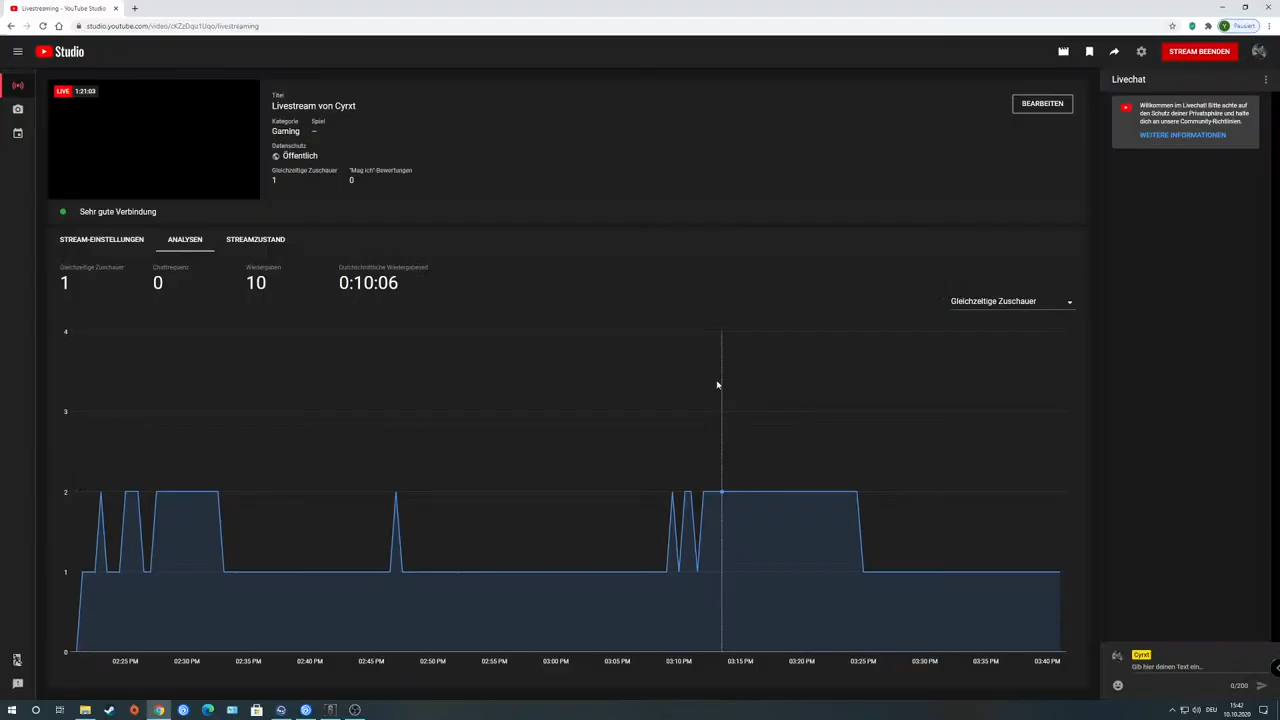 Livestreaming - YouTube Studio
studio.youtube.com/video/cKZzDqu1Uqo/livestreaming
Pausiert
Studio
STREAM BEENDEN
LIVE 1:21:03
Titel
Livestream von Cyrxt
Kategorie Spiel
Gaming –
Datenschutz
Öffentlich
Gleichzeitige Zuschauer "Mag ich"-Bewertungen
1 0
BEARBEITEN
Sehr gute Verbindung
STREAM-EINSTELLUNGEN ANALYSEN STREAMZUSTAND
Gleichzeitige Zuschauer Chatfrequenz Wiedergaben Durchschnittliche Wiedergabezeit
1 0 10 0:10:06
Gleichzeitige Zuschauer
4
3
2
1
0
02:25 PM 02:30 PM 02:35 PM 02:40 PM 02:45 PM 02:50 PM 02:55 PM 03:00 PM 03:05 PM 03:10 PM 03:15 PM 03:20 PM 03:25 PM 03:30 PM 03:35 PM 03:40 PM
Livechat
Willkommen im Livechat! Bitte achte auf
den Schutz deiner Privatsphäre und halte
dich an unsere Community-Richtlinien.
WEITERE INFORMATIONEN
Cyrxt
Gib hier deinen Text ein...
0/200
DEU
15:42
10.10.2020